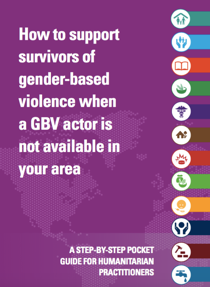 How to support
survivors of
gender-based
violence when
a GBV actor is
not available in
your area
A STEP-BY-STEP POCKET
GUIDE FOR HUMANITARIAN
PRACTITIONERS